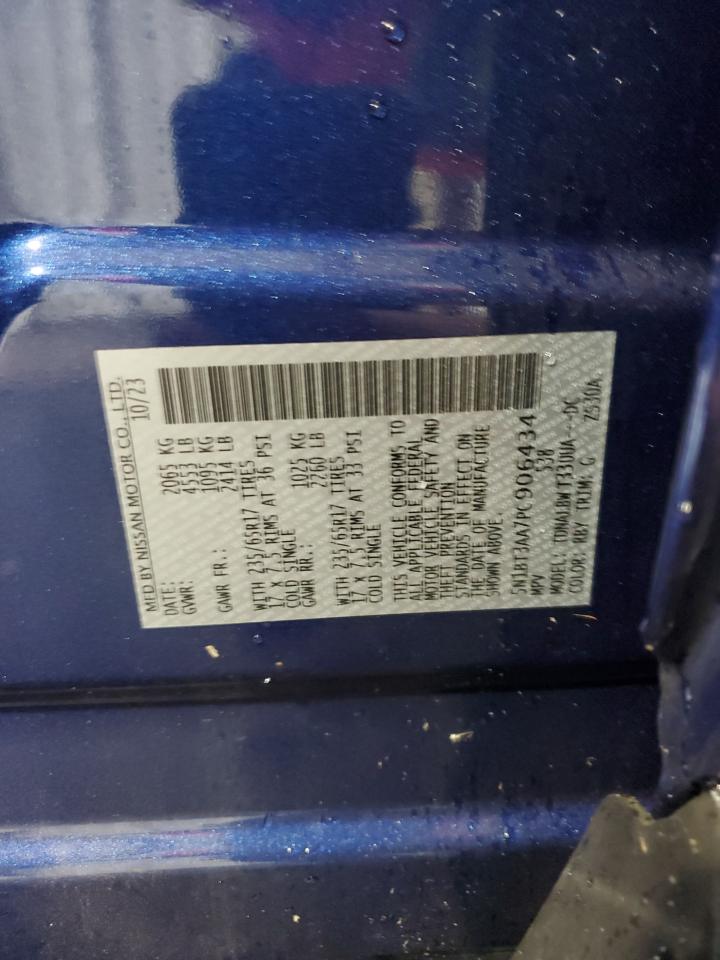 MFD BY NISSAN MOTOR CO., LTD.
DATE: 10/23
GVWR: 2065 KG
4553 LB
GAWR FR.: 1095 KG
2414 LB
WITH 235/65R17 TIRES
17 X 7.5 RIMS AT 36 PSI
COLD SINGLE
GAWR RR.: 1025 KG
2260 LB
WITH 235/65R17 TIRES
17 X 7.5 RIMS AT 33 PSI
COLD SINGLE
THIS VEHICLE CONFORMS TO
ALL APPLICABLE FEDERAL
MOTOR VEHICLE SAFETY AND
THEFT PREVENTION
STANDARDS IN EFFECT ON
THE DATE OF MANUFACTURE
SHOWN ABOVE.
5N1BT3AA7PC906434
MPV 538
MODEL:
COLOR: RBY TRIM: G Z530A